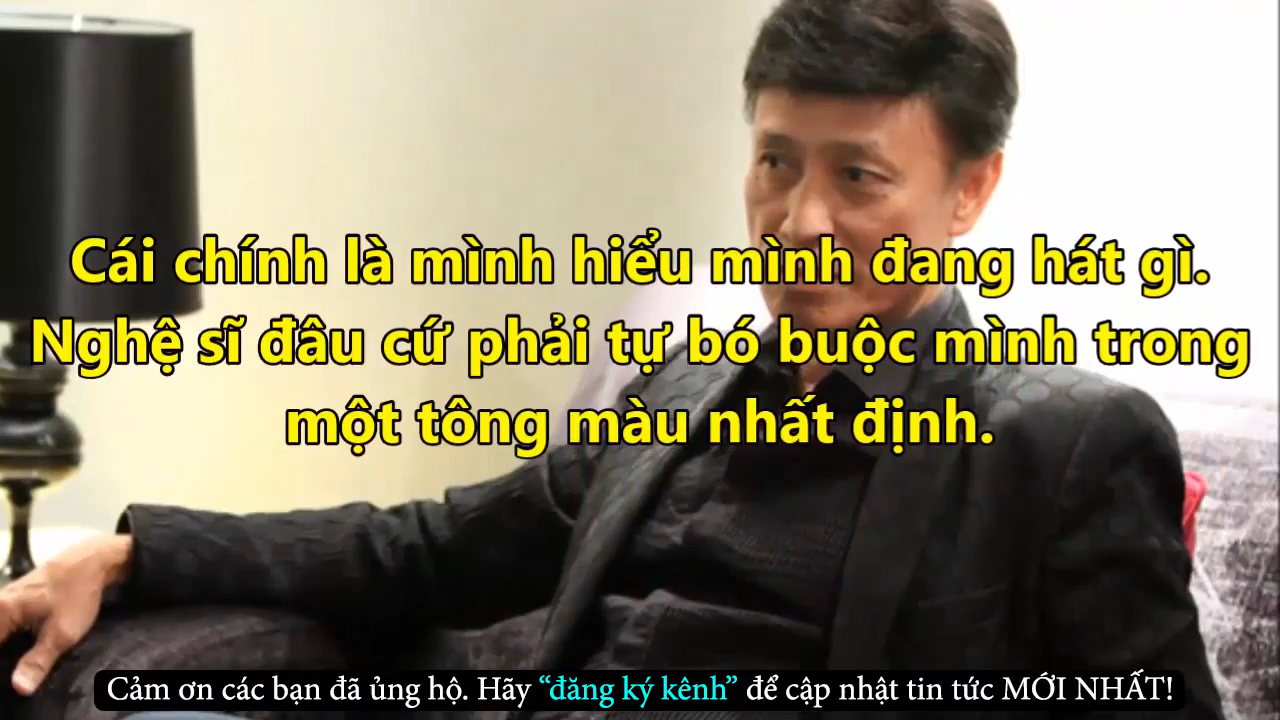 Cái chính là mình hiểu mình đang hát gì.
Nghệ sĩ đâu cứ phải tự bó buộc mình trong
một tông màu nhất định.
Cảm ơn các bạn đã ủng hộ. Hãy “đăng ký kênh” để cập nhật tin tức MỚI NHẤT!